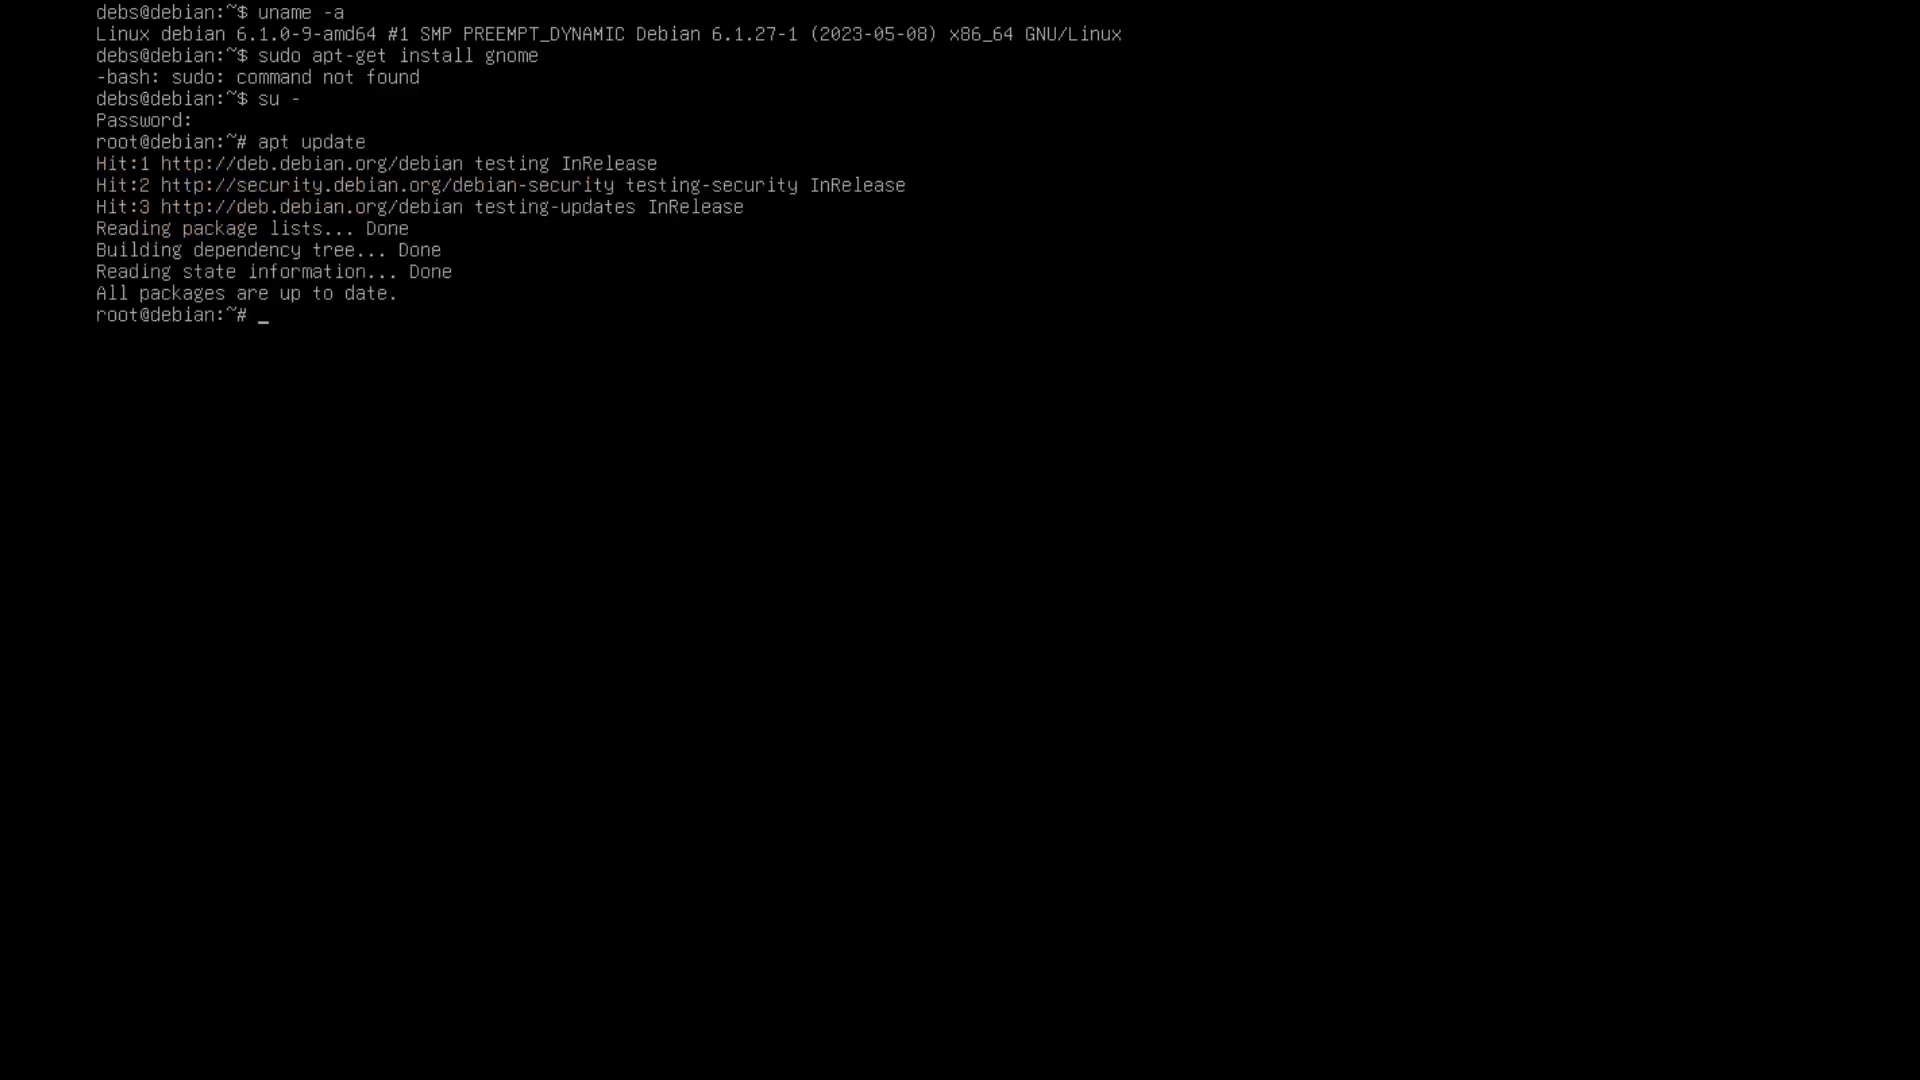 debs@debian:~$ uname -a
Linux debian 6.1.0-9-amd64 #1 SMP PREEMPT_DYNAMIC Debian 6.1.27-1 (2023-05-08) x86_64 GNU/Linux
debs@debian:~$ sudo apt-get install gnome
-bash: sudo: command not found
debs@debian:~$ su -
Password:
root@debian:~# apt update
Hit:1 http://deb.debian.org/debian testing InRelease
Hit:2 http://security.debian.org/debian-security testing-security InRelease
Hit:3 http://deb.debian.org/debian testing-updates InRelease
Reading package lists... Done
Building dependency tree... Done
Reading state information... Done
All packages are up to date.
root@debian:~# _